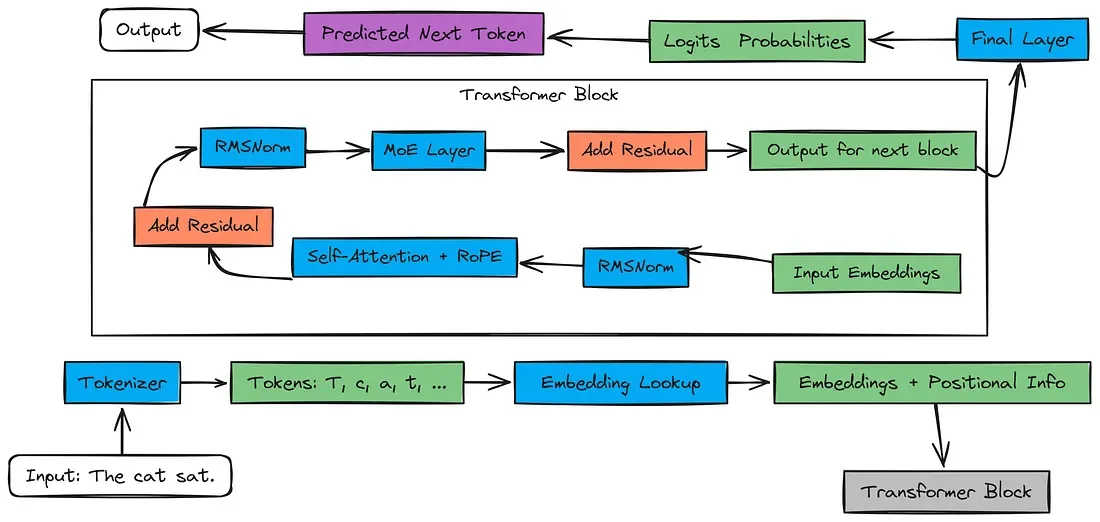 Output
Predicted Next Token
Logits Probabilities
Final Layer
Transformer Block
RMSNorm
MoE Layer
Add Residual
Output for next block
Add Residual
Self-Attention + RoPE
RMSNorm
Input Embeddings
Tokenizer
Tokens: T, c, a, t, ...
Embedding Lookup
Embeddings + Positional Info
Input: The cat sat.
Transformer Block